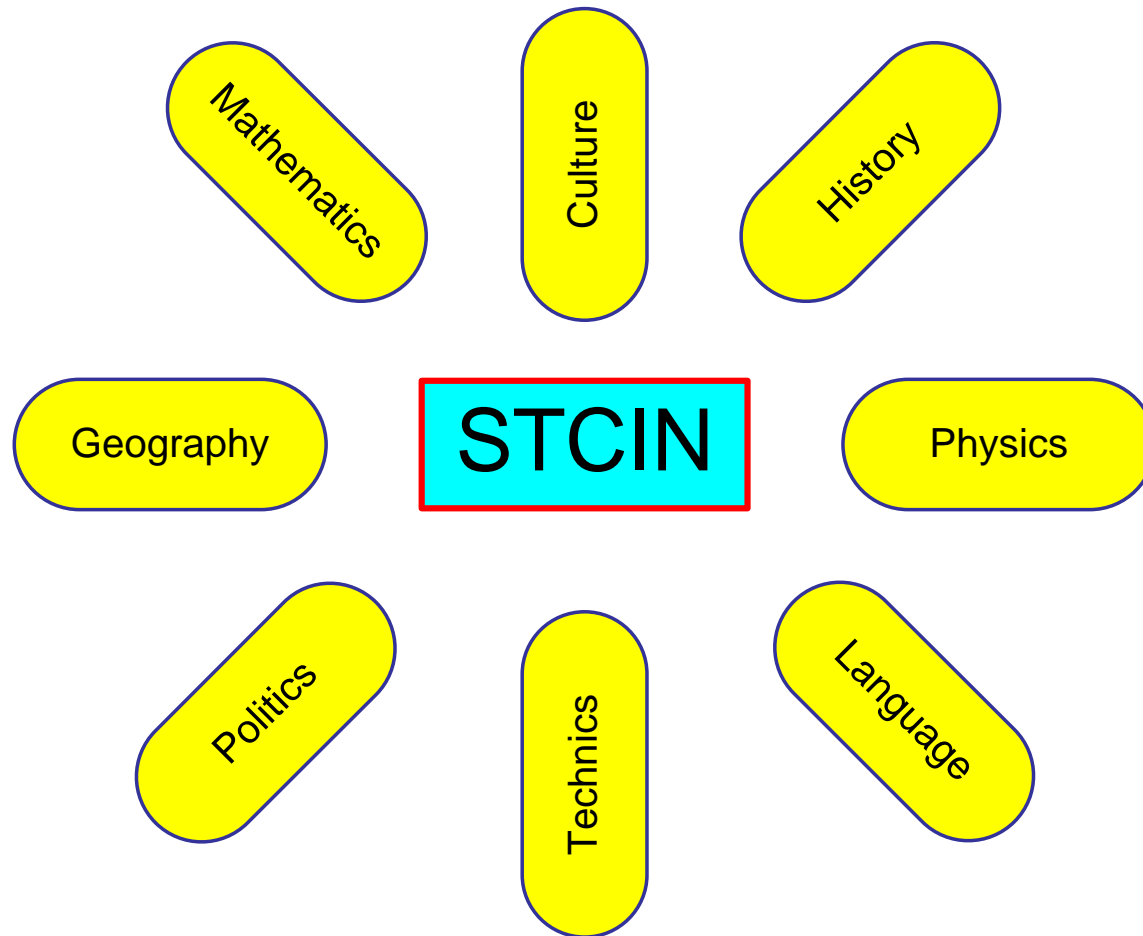 Mathematics
Culture
History
Geography
STCIN
Physics
Politics
Technics
Language